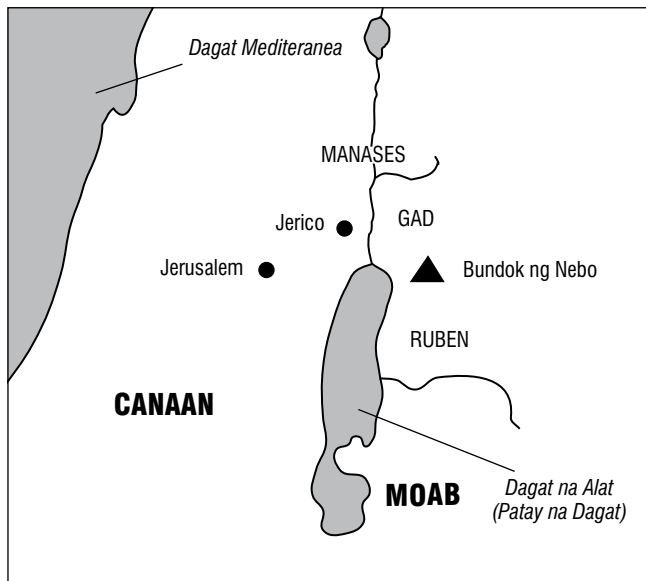 Dagat Mediteranea
MANASES
Jerico
GAD
Jerusalem
Bundok ng Nebo
RUBEN
CANAAN
MOAB
Dagat na Alat
(Patay na Dagat)